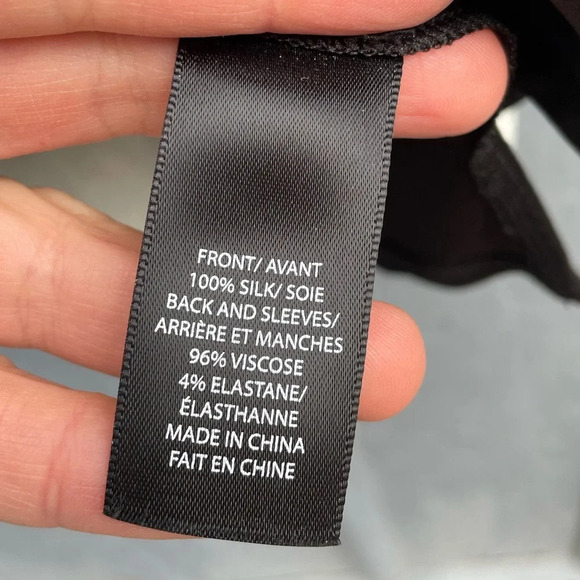 FRONT/ AVANT
100% SILK/ SOIE
BACK AND SLEEVES/
ARRIÈRE ET MANCHES
96% VISCOSE
4% ELASTANE/
ÉLASTHANNE
MADE IN CHINA
FAIT EN CHINE